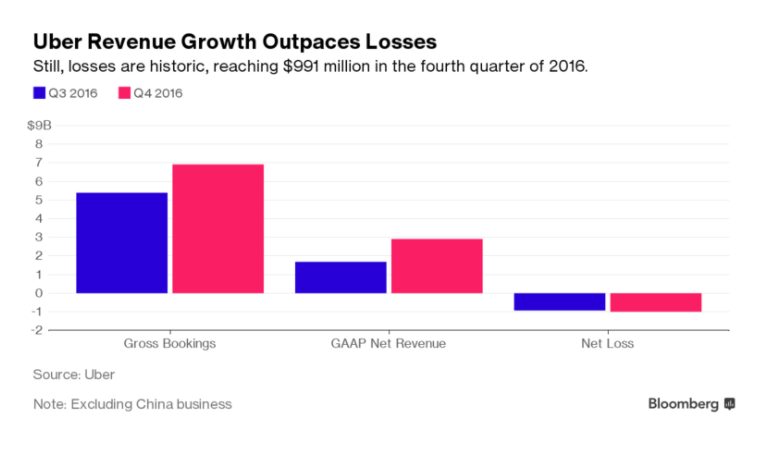 Uber Revenue Growth Outpaces Losses
Still, losses are historic, reaching $991 million in the fourth quarter of 2016.
Q3 2016 Q4 2016
$9B
8
7
6
5
4
3
2
1
0
-1
-2
Gross Bookings GAAP Net Revenue Net Loss
Source: Uber
Note: Excluding China business
Bloomberg